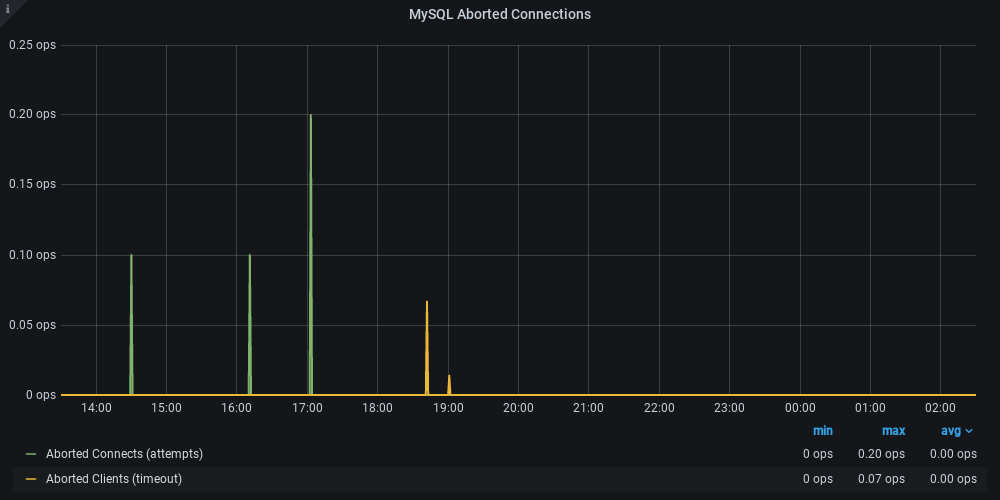 i
MySQL Aborted Connections
0.25 ops
0.20 ops
0.15 ops
0.10 ops
0.05 ops
0 ops
14:00 15:00 16:00 17:00 18:00 19:00 20:00 21:00 22:00 23:00 00:00 01:00 02:00
min max avg
Aborted Connects (attempts) 0 ops 0.20 ops 0.00 ops
Aborted Clients (timeout) 0 ops 0.07 ops 0.00 ops